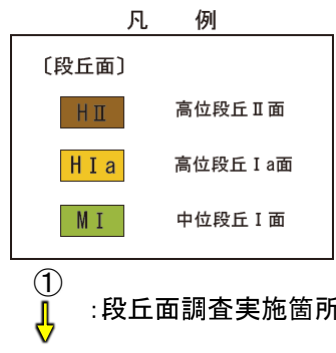 凡 例
〔段丘面〕
HⅡ 高位段丘Ⅱ面
HⅠa 高位段丘Ⅰa面
MⅠ 中位段丘Ⅰ面
①
:段丘面調査実施箇所